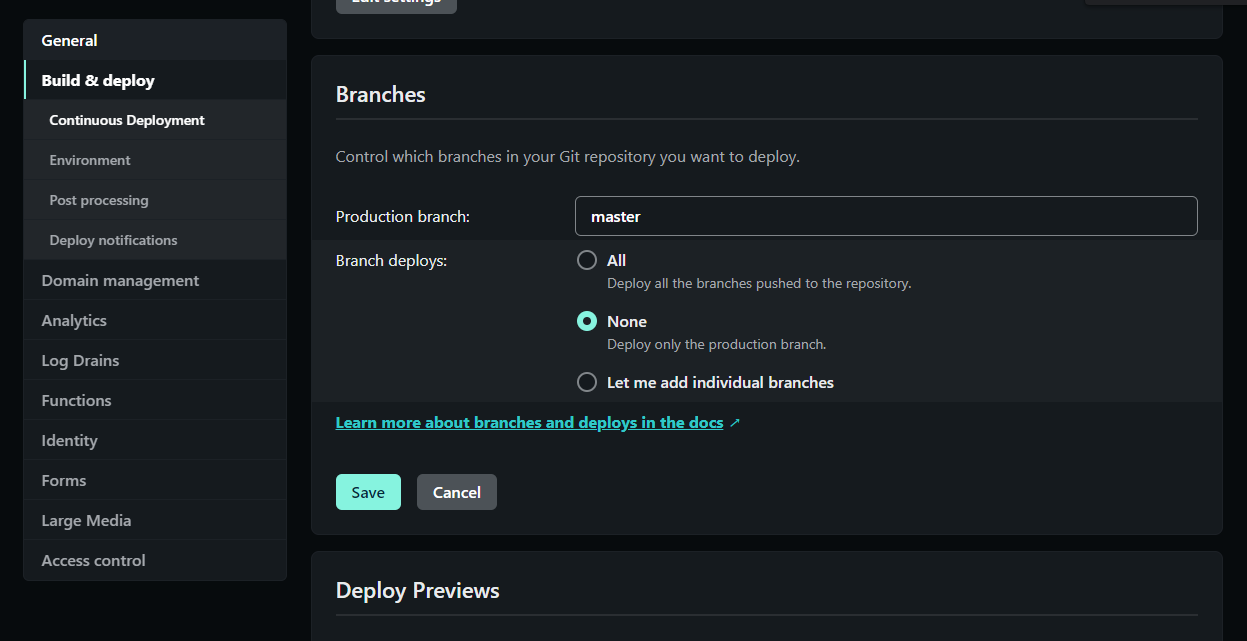 Edit settings
General
Build & deploy
Continuous Deployment
Environment
Post processing
Deploy notifications
Domain management
Analytics
Log Drains
Functions
Identity
Forms
Large Media
Access control
Branches
Control which branches in your Git repository you want to deploy.
Production branch:
master
Branch deploys:
All
Deploy all the branches pushed to the repository.
None
Deploy only the production branch.
Let me add individual branches
Learn more about branches and deploys in the docs ↗
Save
Cancel
Deploy Previews